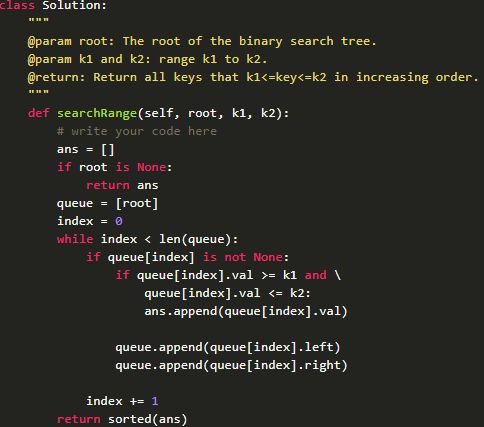 class Solution:
    """
    @param root: The root of the binary search tree.
    @param k1 and k2: range k1 to k2.
    @return: Return all keys that k1<=key<=k2 in increasing order.
    """
    def searchRange(self, root, k1, k2):
        # write your code here
        ans = []
        if root is None:
            return ans
        queue = [root]
        index = 0
        while index < len(queue):
            if queue[index] is not None:
                if queue[index].val >= k1 and \
                    queue[index].val <= k2:
                    ans.append(queue[index].val)

                queue.append(queue[index].left)
                queue.append(queue[index].right)

            index += 1
        return sorted(ans)